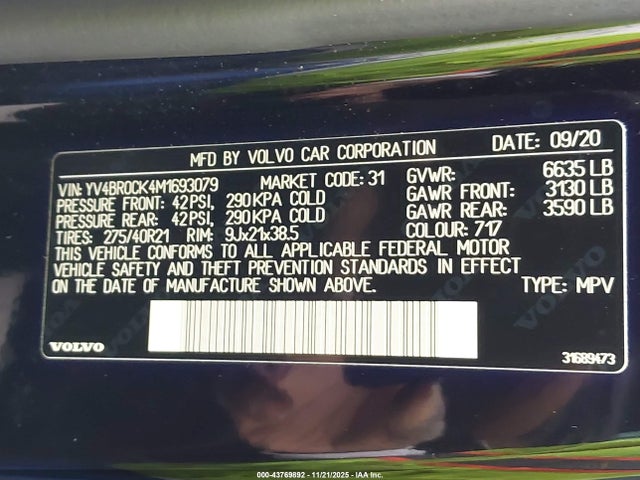 MFD BY VOLVO CAR CORPORATION DATE: 09/20
VIN: YV4BR0CK4M1693079 MARKET CODE: 31 GVWR: 6635 LB
PRESSURE FRONT: 42PSI, 290KPA COLD GAWR FRONT: 3130 LB
PRESSURE REAR: 42PSI, 290KPA COLD GAWR REAR: 3590 LB
TIRES: 275/40R21 RIM: 9Jx21x38.5 COLOUR: 717
THIS VEHICLE CONFORMS TO ALL APPLICABLE FEDERAL MOTOR
VEHICLE SAFETY AND THEFT PREVENTION STANDARDS IN EFFECT
ON THE DATE OF MANUFACTURE SHOWN ABOVE. TYPE: MPV
VOLVO 31689473
000-43769892 - 11/21/2025 - IAA Inc.